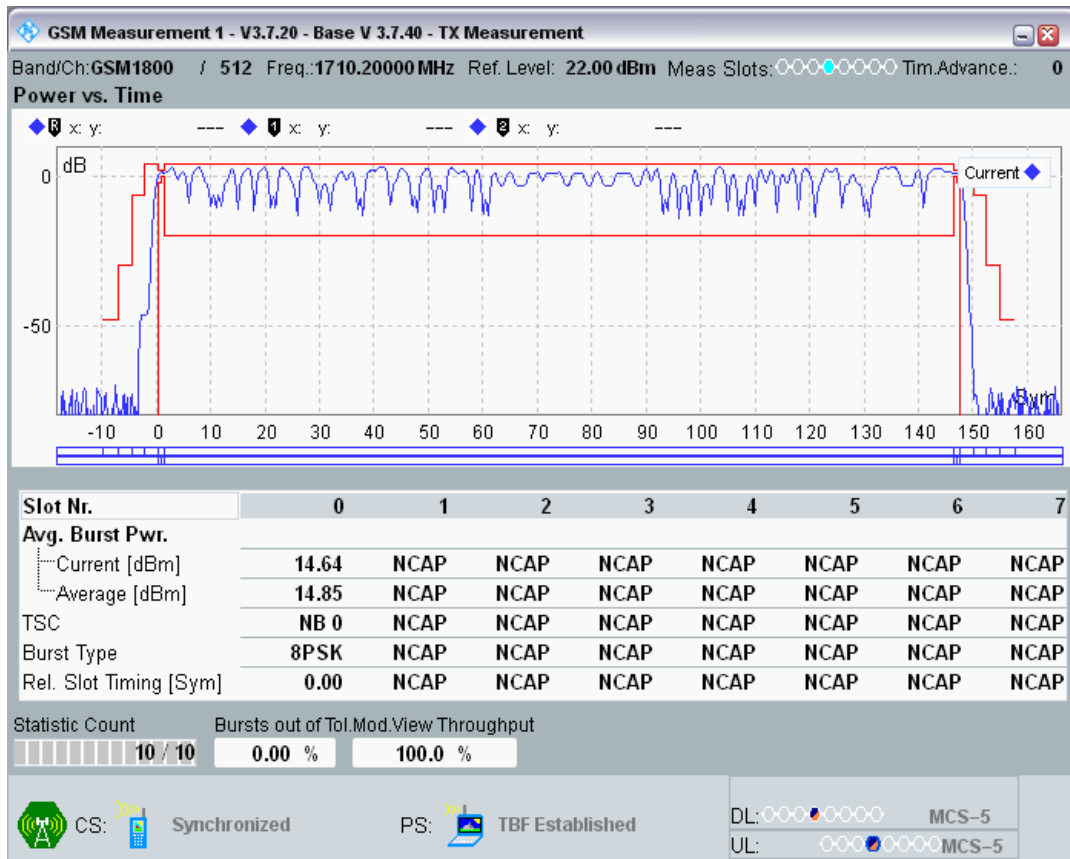 GSM Measurement 1 - V3.7.20 - Base V 3.7.40 - TX Measurement
Band/Ch:GSM1800 / 512 Freq.:1710.20000 MHz Ref. Level: 22.00 dBm Meas Slots: Tim.Advance.: 0
Power vs. Time
R x: y: --- 1 x: y: --- 2 x: y: ---
dB
Current
0
-50
Sym
-10 0 10 20 30 40 50 60 70 80 90 100 110 120 130 140 150 160
Slot Nr. 0 1 2 3 4 5 6 7
Avg. Burst Pwr.
Current [dBm] 14.64 NCAP NCAP NCAP NCAP NCAP NCAP NCAP
Average [dBm] 14.85 NCAP NCAP NCAP NCAP NCAP NCAP NCAP
TSC NB 0 NCAP NCAP NCAP NCAP NCAP NCAP NCAP
Burst Type 8PSK NCAP NCAP NCAP NCAP NCAP NCAP NCAP
Rel. Slot Timing [Sym] 0.00 NCAP NCAP NCAP NCAP NCAP NCAP NCAP
Statistic Count Bursts out of Tol.Mod.View Throughput
10 / 10 0.00 % 100.0 %
CS: Synchronized PS: TBF Established
DL: MCS-5
UL: MCS-5